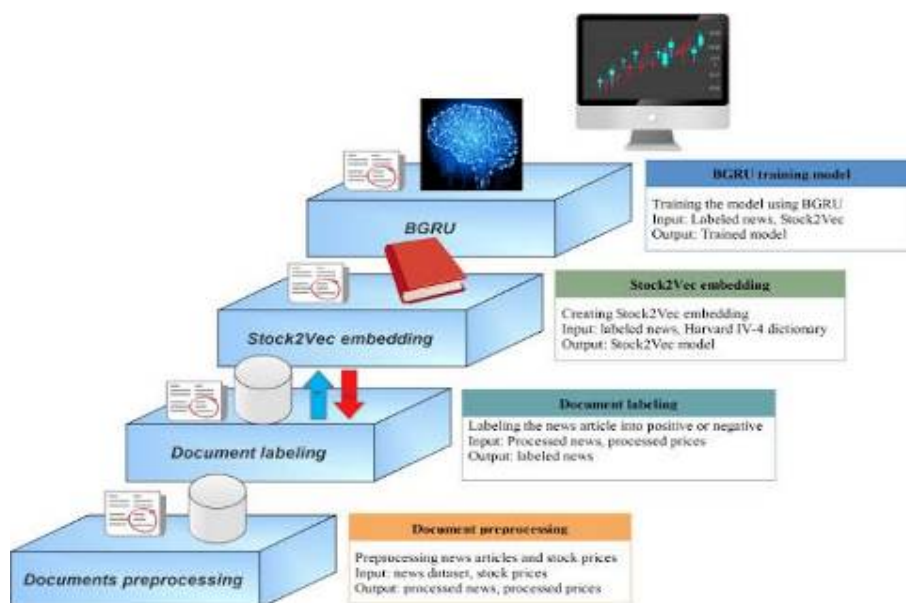 BGRU training model
Training the model using BGRU
Input: Labeled news, Stock2Vec
Output: Trained model
BGRU
Stock2Vec embedding
Creating Stock2Vec embedding
Input: labeled news, Harvard IV-4 dictionary
Output: Stock2Vec model
Stock2Vec embedding
Document labeling
Labeling the news article into positive or negative
Input: Processed news, processed prices
Output: labeled news
Document labeling
Document preprocessing
Preprocessing news articles and stock prices
Input: news dataset, stock prices
Output: processed news, processed prices
Documents preprocessing